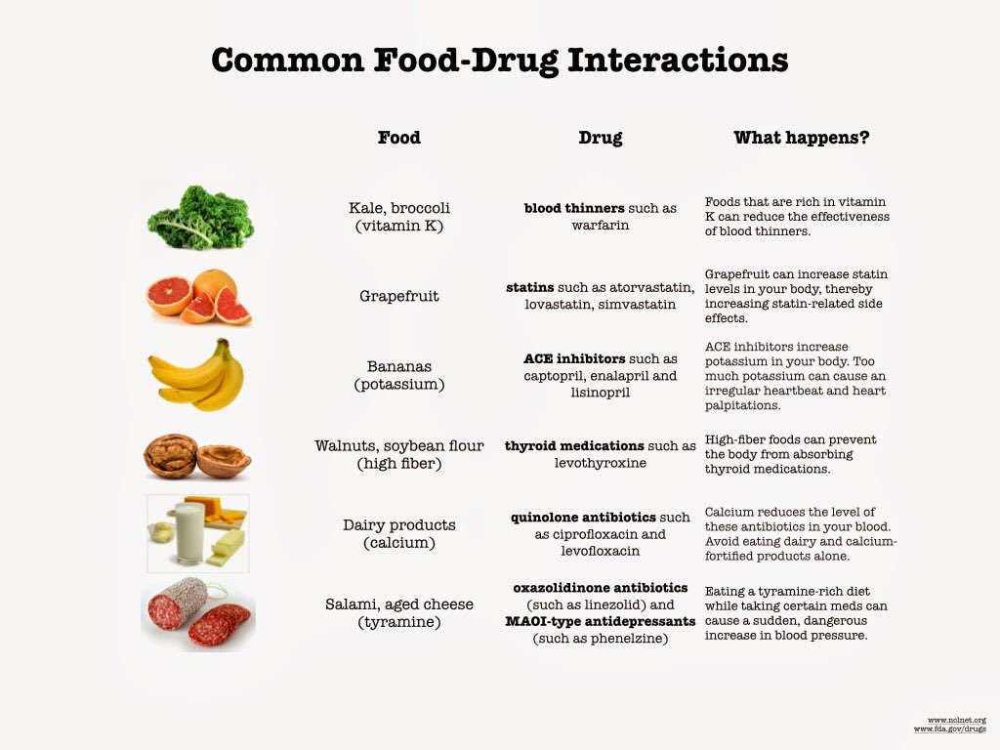 Common Food-Drug Interactions
Food
Drug
What happens?
Kale, broccoli
(vitamin K)
blood thinners such as
warfarin
Foods that are rich in vitamin
K can reduce the effectiveness
of blood thinners.
Grapefruit
statins such as atorvastatin,
lovastatin, simvastatin
Grapefruit can increase statin
levels in your body, thereby
increasing statin-related side
effects.
Bananas
(potassium)
ACE inhibitors such as
captopril, enalapril and
lisinopril
ACE inhibitors increase
potassium in your body. Too
much potassium can cause an
irregular heartbeat and heart
palpitations.
Walnuts, soybean flour
(high fiber)
thyroid medications such as
levothyroxine
High-fiber foods can prevent
the body from absorbing
thyroid medications.
Dairy products
(calcium)
quinolone antibiotics such
as ciprofloxacin and
levofloxacin
Calcium reduces the level of
these antibiotics in your blood.
Avoid eating dairy and calcium-
fortified products alone.
Salami, aged cheese
(tyramine)
oxazolidinone antibiotics
(such as linezolid) and
MAOI-type antidepressants
(such as phenelzine)
Eating a tyramine-rich diet
while taking certain meds can
cause a sudden, dangerous
increase in blood pressure.
www.nclnet.org
www.fda.gov/drugs